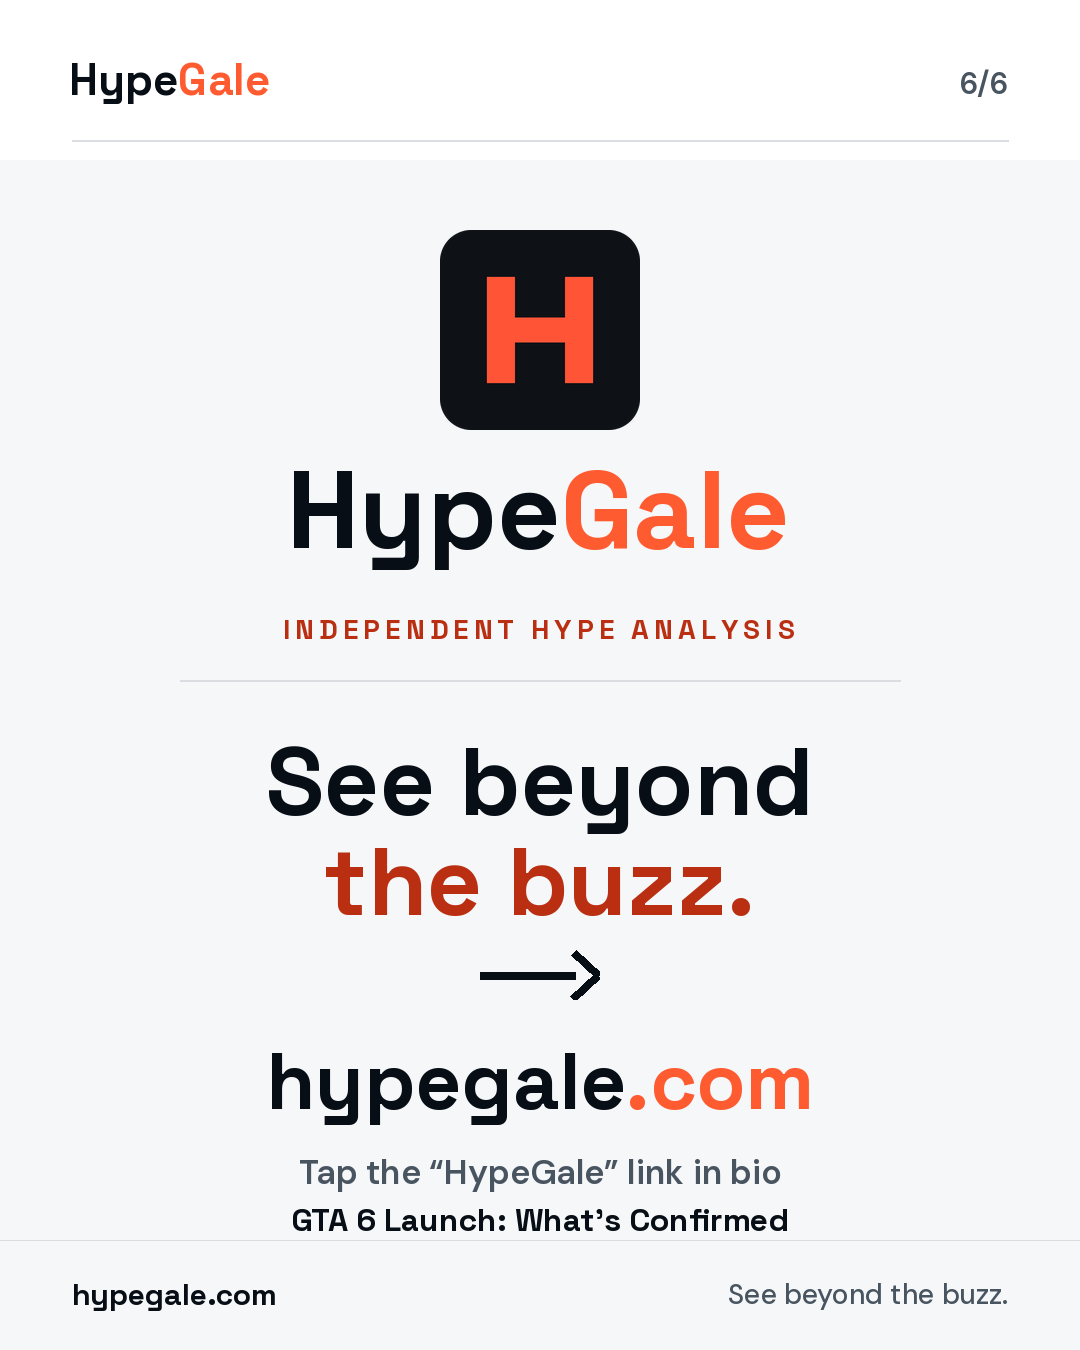 HypeGale
6/6
H
HypeGale
INDEPENDENT HYPE ANALYSIS
See beyond
the buzz.
hypegale.com
Tap the “HypeGale” link in bio
GTA 6 Launch: What’s Confirmed
hypegale.com
See beyond the buzz.